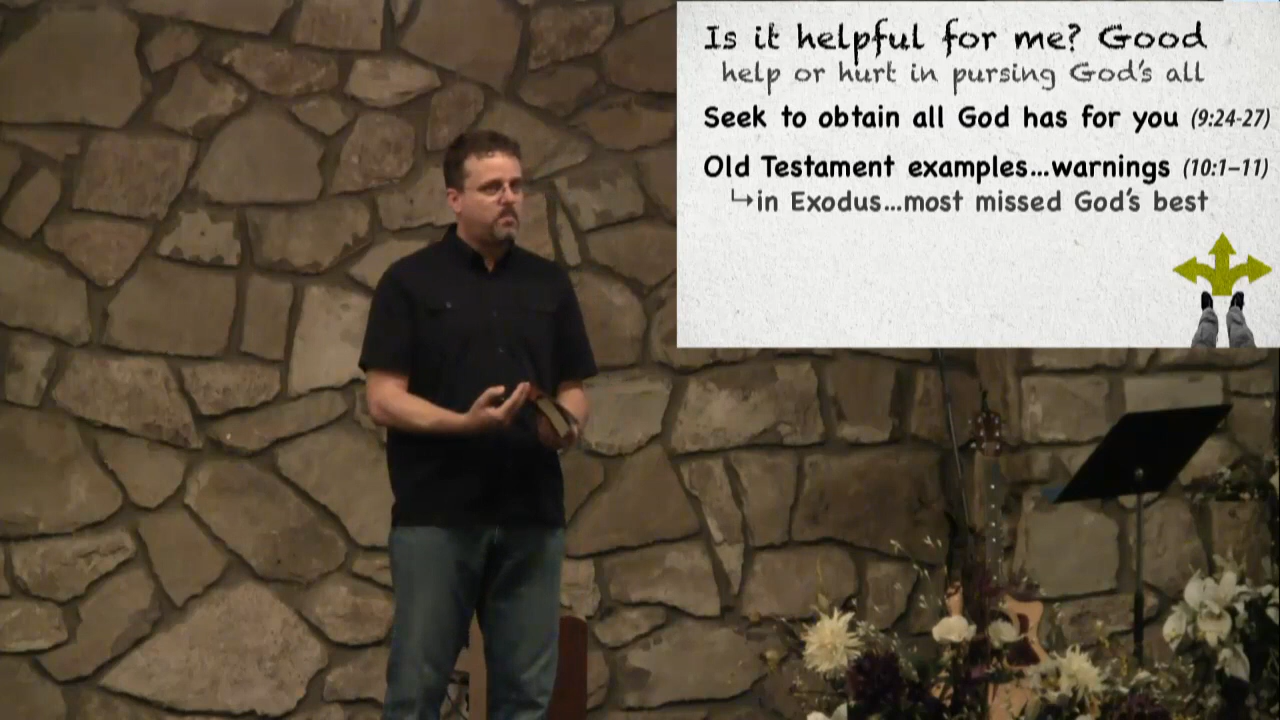 Is it helpful for me? Good
help or hurt in pursing God's all
Seek to obtain all God has for you (9:24-27)
Old Testament examples...warnings (10:1–11)
↳in Exodus...most missed God's best